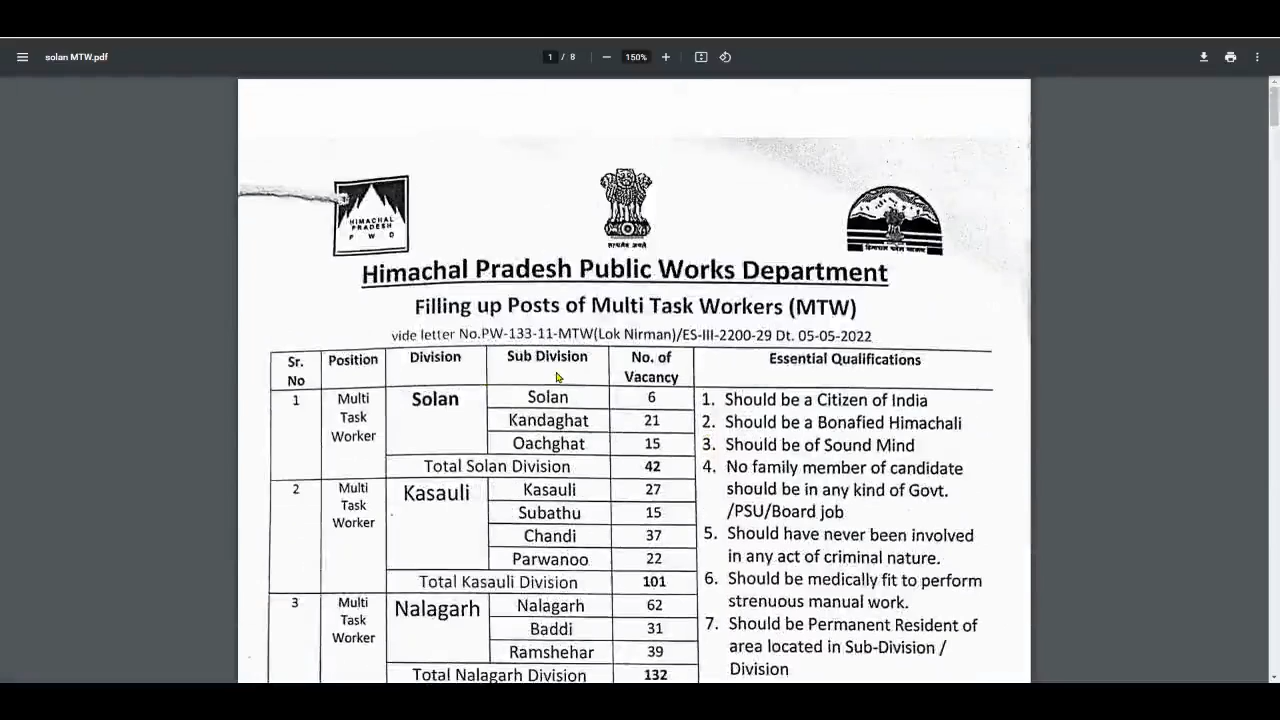 solan MTW.pdf
1 / 8
150%
HIMACHAL
PRADESH
P W D
सत्यमेव जयते
हिमाचल प्रदेश सरकार
Himachal Pradesh Public Works Department
Filling up Posts of Multi Task Workers (MTW)
vide letter No.PW-133-11-MTW(Lok Nirman)/ES-III-2200-29 Dt. 05-05-2022
Sr. No Position Division Sub Division No. of Vacancy Essential Qualifications
1 Multi Task Worker Solan Solan 6
Kandaghat 21
Oachghat 15
Total Solan Division 42
2 Multi Task Worker Kasauli Kasauli 27
Subathu 15
Chandi 37
Parwanoo 22
Total Kasauli Division 101
3 Multi Task Worker Nalagarh Nalagarh 62
Baddi 31
Ramshehar 39
Total Nalagarh Division 132
1. Should be a Citizen of India
2. Should be a Bonafied Himachali
3. Should be of Sound Mind
4. No family member of candidate
should be in any kind of Govt.
/PSU/Board job
5. Should have never been involved
in any act of criminal nature.
6. Should be medically fit to perform
strenuous manual work.
7. Should be Permanent Resident of
area located in Sub-Division /
Division